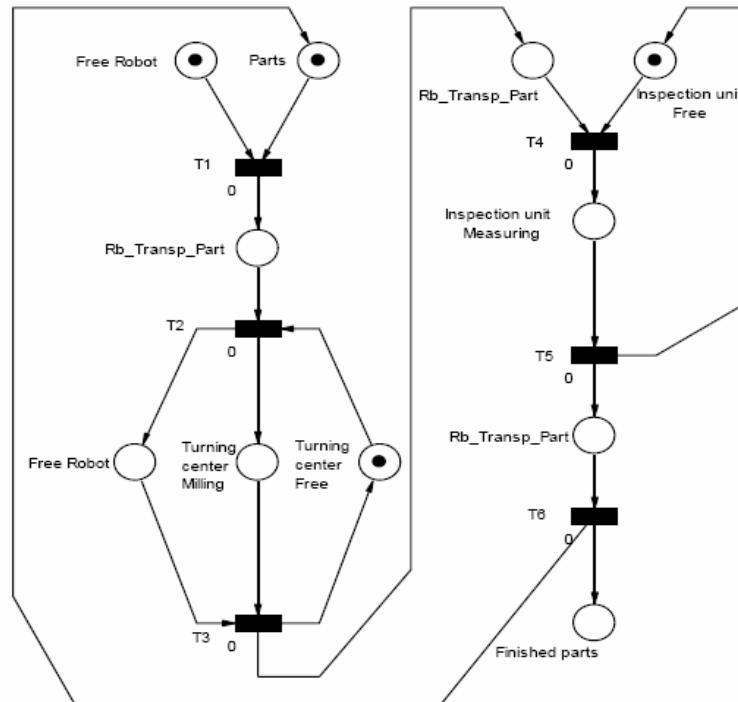 Free Robot
Parts
T1
0
Rb_Transp_Part
T2
0
Free Robot
Turning
center
Milling
Turning
center
Free
T3
0
Rb_Transp_Part
Inspection unit
Free
T4
0
Inspection unit
Measuring
T5
0
Rb_Transp_Part
T6
0
Finished parts